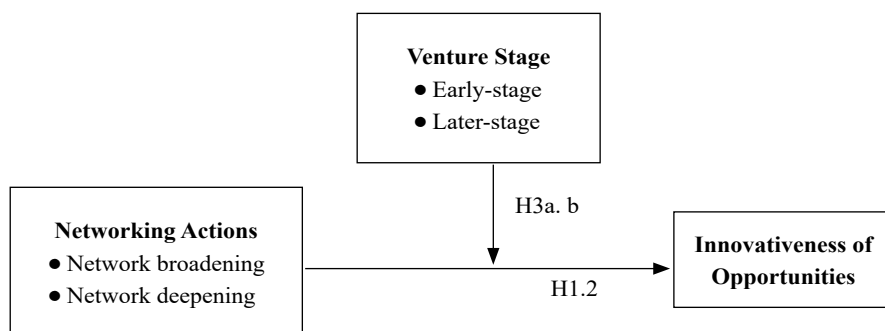 Venture Stage
● Early-stage
● Later-stage
H3a. b
Networking Actions
● Network broadening
● Network deepening
H1.2
Innovativeness of
Opportunities